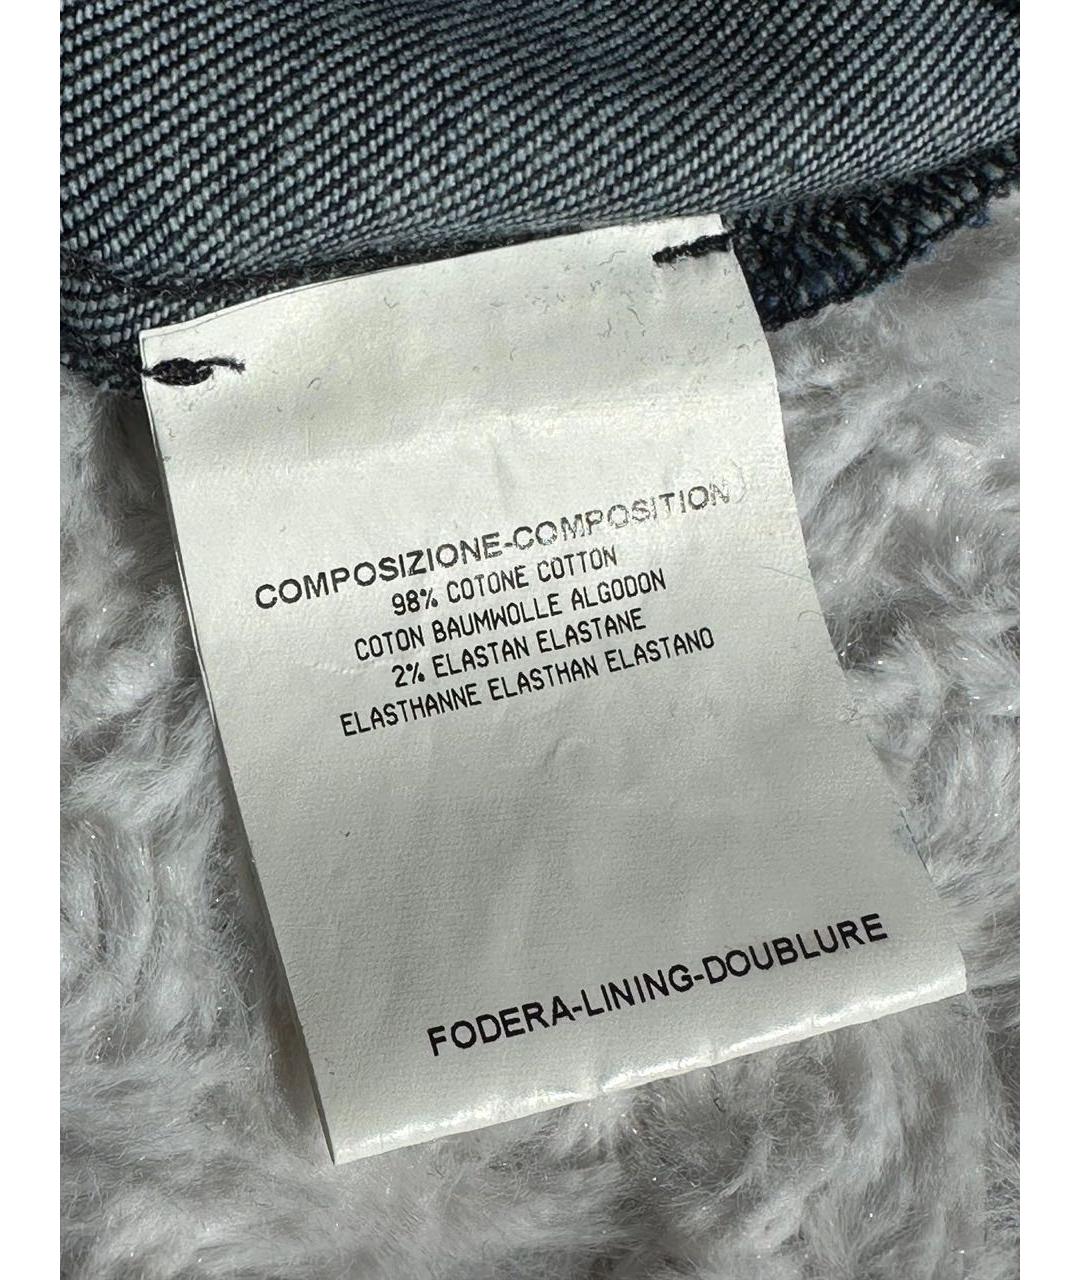 COMPOSIZIONE-COMPOSITION
98% COTONE COTTON
COTON BAUMWOLLE ALGODON
2% ELASTAN ELASTANE
ELASTHANNE ELASTHAN ELASTANO
FODERA-LINING-DOUBLURE